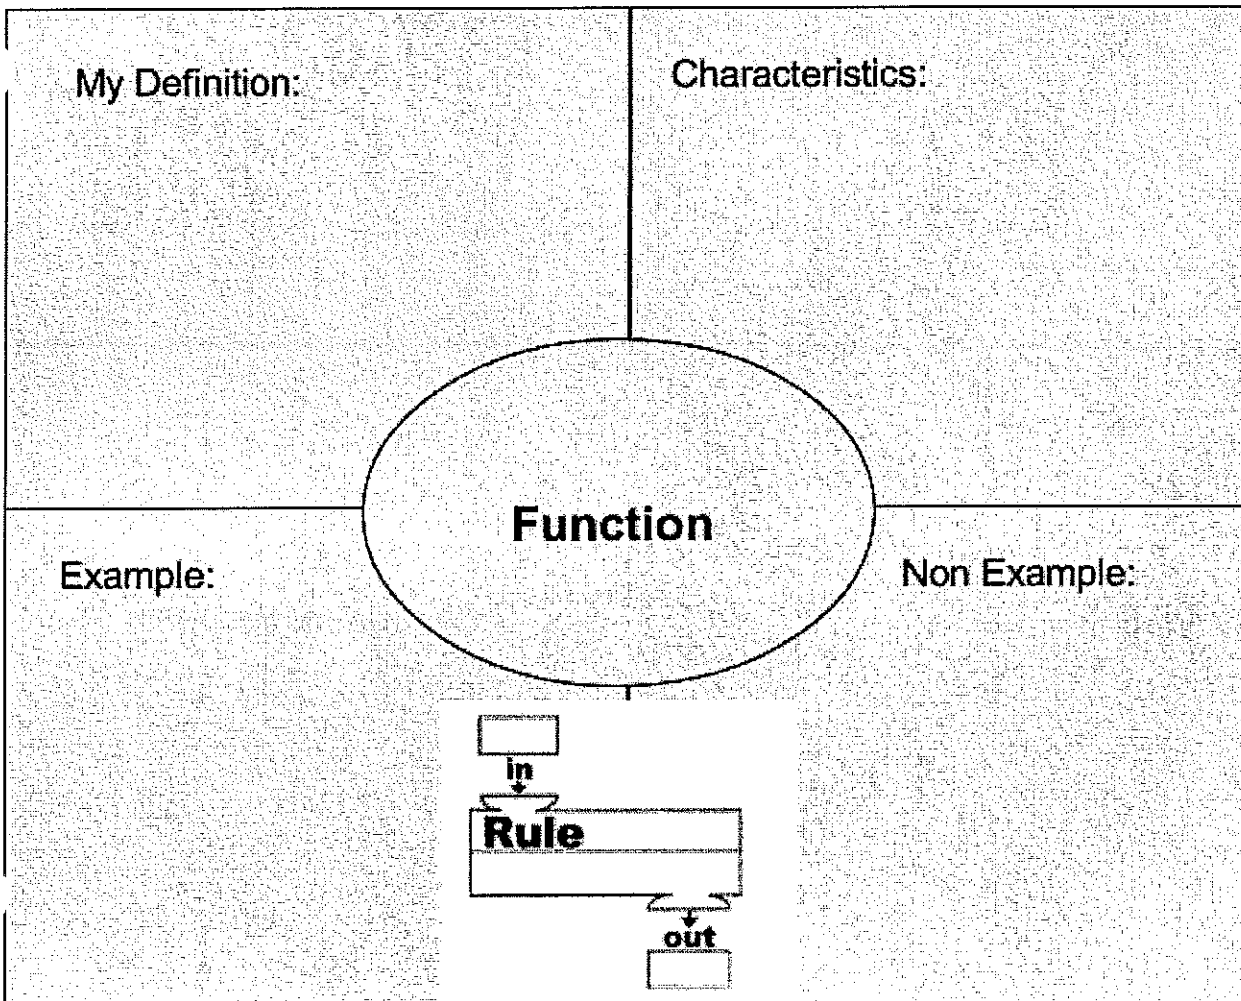 My Definition:
Characteristics:
Function
Example:
Non Example:
in
Rule
out